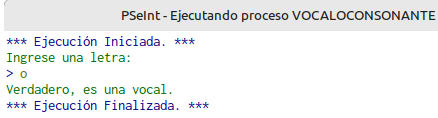 PSeInt - Ejecutando proceso VOCALOCONSONANTE
*** Ejecución Iniciada. ***
Ingrese una letra:
> o
Verdadero, es una vocal.
*** Ejecución Finalizada. ***